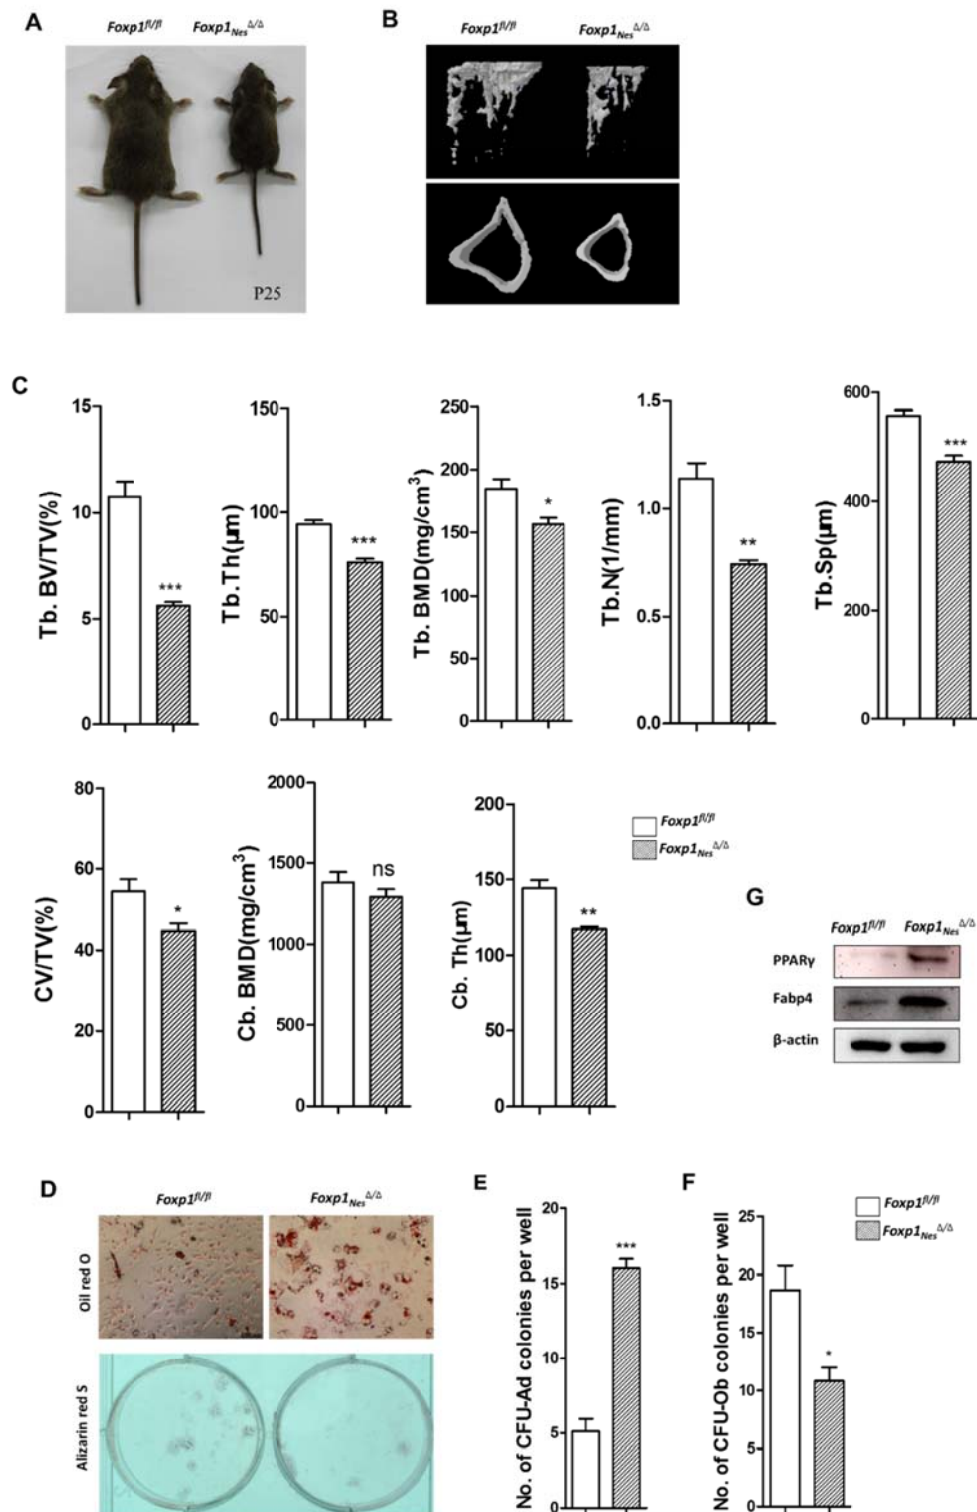 A
Foxp1fl/fl
Foxp1NesΔ/Δ
P25
B
Foxp1fl/fl
Foxp1NesΔ/Δ
C
Tb. BV/TV(%)
15
10
5
0
***
Tb.Th(μm)
150
100
50
0
***
Tb. BMD(mg/cm3)
250
200
150
100
50
0
*
Tb.N(1/mm)
1.5
1.0
0.5
0.0
**
Tb.Sp(μm)
600
400
200
0
***
CV/TV(%)
80
60
40
20
0
*
Cb. BMD(mg/cm3)
2000
1500
1000
500
0
ns
Cb. Th(μm)
200
150
100
50
0
**
Foxp1fl/fl
Foxp1NesΔ/Δ
G
Foxp1fl/fl
Foxp1NesΔ/Δ
PPARγ
Fabp4
β-actin
D
Foxp1fl/fl
Foxp1NesΔ/Δ
Oil red O
Alizarin red S
E
No. of CFU-Ad colonies per well
20
15
10
5
0
***
F
No. of CFU-Ob colonies per well
25
20
15
10
5
0
*
Foxp1fl/fl
Foxp1NesΔ/Δ